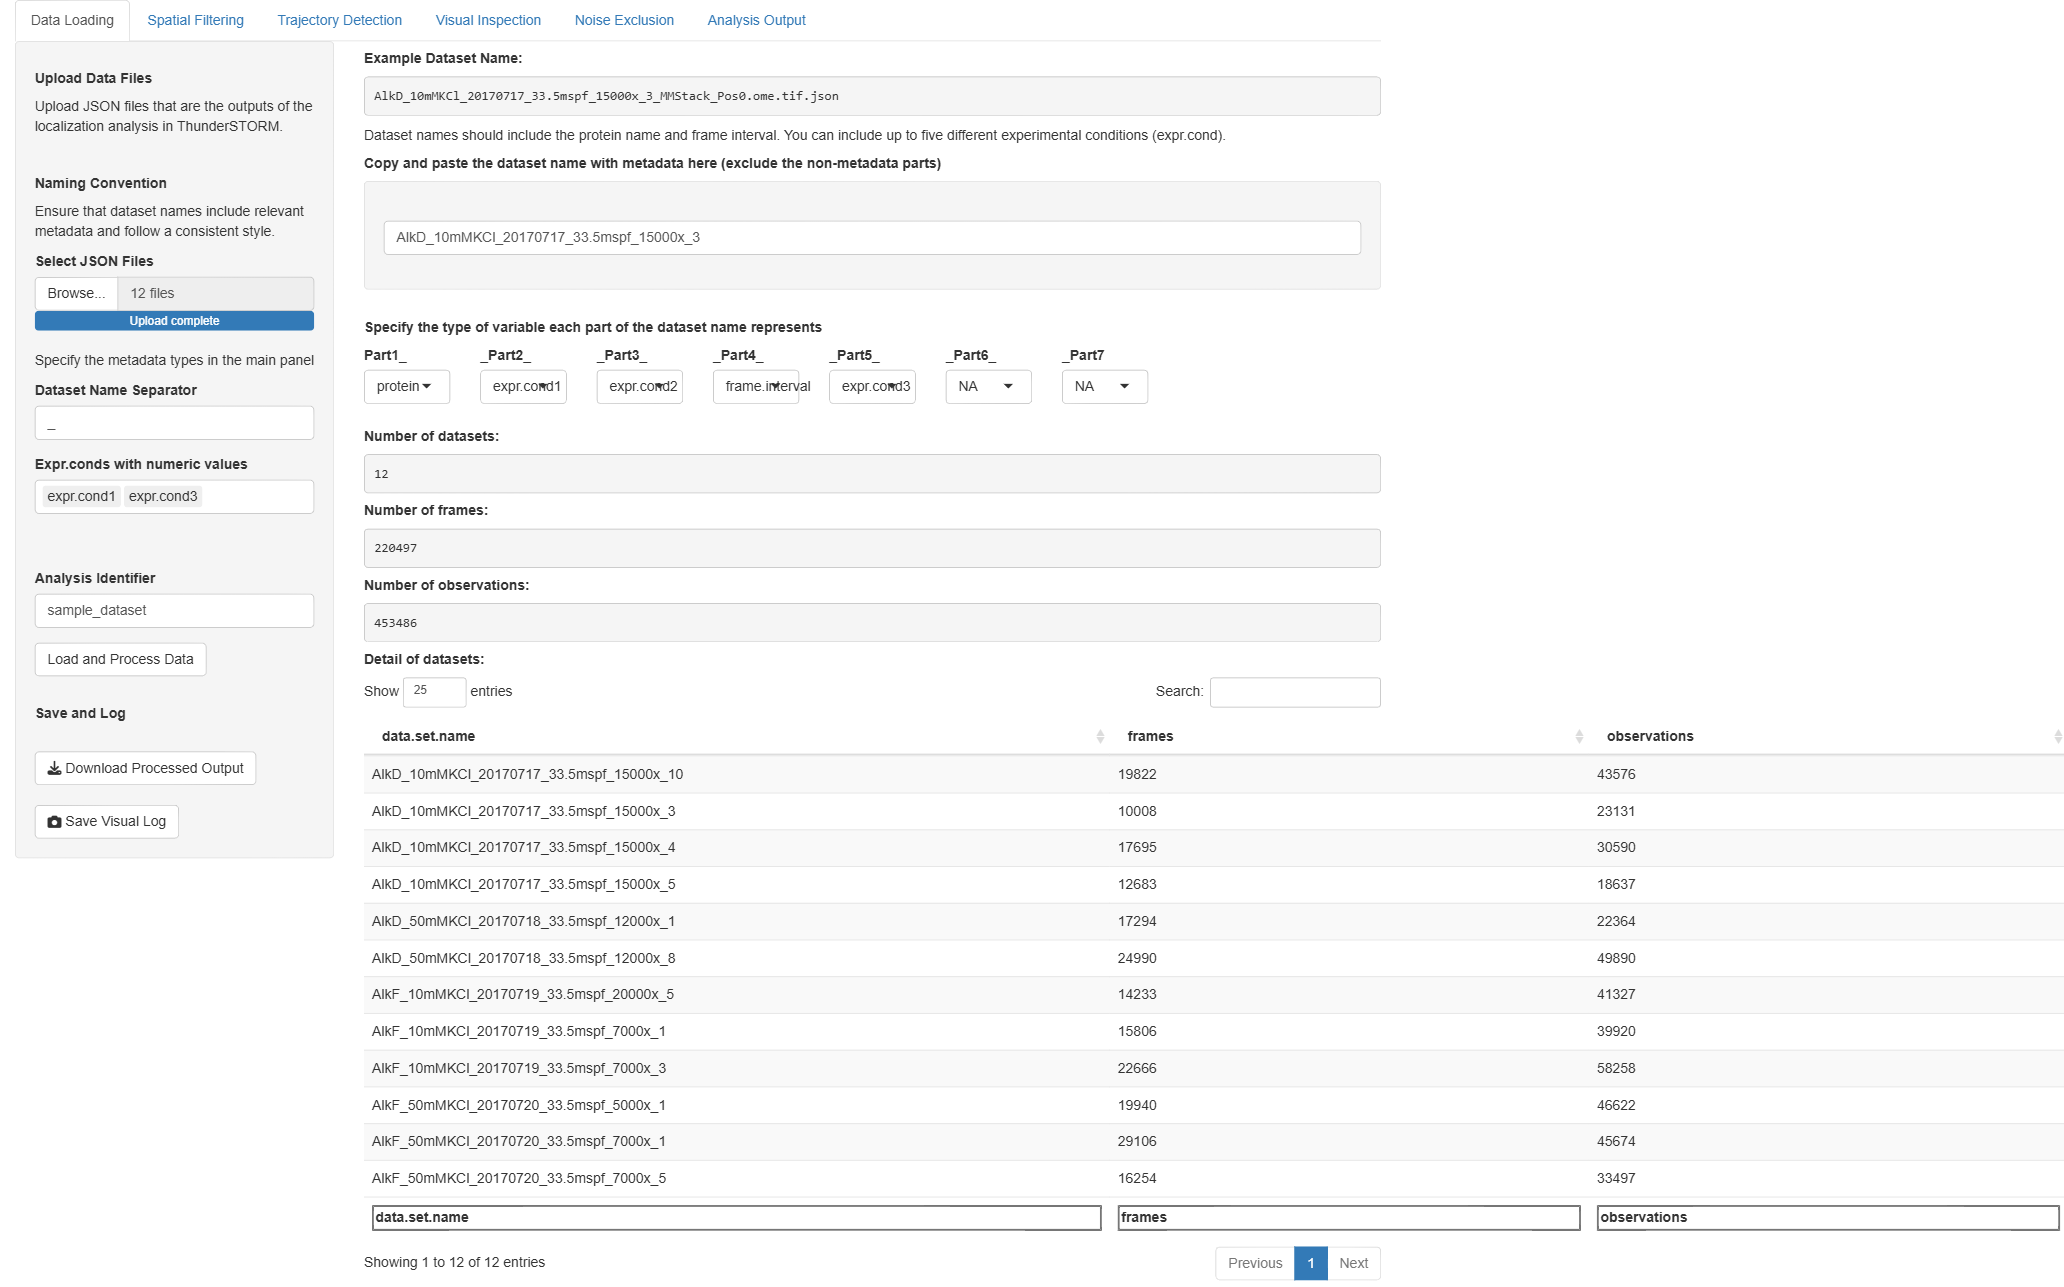 Data Loading Spatial Filtering Trajectory Detection Visual Inspection Noise Exclusion Analysis Output
Upload Data Files
Upload JSON files that are the outputs of the
localization analysis in ThunderSTORM.
Naming Convention
Ensure that dataset names include relevant
metadata and follow a consistent style.
Select JSON Files
Browse... 12 files
Upload complete
Specify the metadata types in the main panel
Dataset Name Separator
_
Expr.conds with numeric values
expr.cond1 expr.cond3
Analysis Identifier
sample_dataset
Load and Process Data
Save and Log
Download Processed Output
Save Visual Log
Example Dataset Name:
AlkD_10mMKCl_20170717_33.5mspf_15000x_3_MMStack_Pos0.ome.tif.json
Dataset names should include the protein name and frame interval. You can include up to five different experimental conditions (expr.cond).
Copy and paste the dataset name with metadata here (exclude the non-metadata parts)
AlkD_10mMKCl_20170717_33.5mspf_15000x_3
Specify the type of variable each part of the dataset name represents
Part1_ _Part2_ _Part3_ _Part4_ _Part5_ _Part6_ _Part7
protein expr.cond1 expr.cond2 frame.interval expr.cond3 NA NA
Number of datasets:
12
Number of frames:
220497
Number of observations:
453486
Detail of datasets:
Show 25 entries Search:
data.set.name frames observations
AlkD_10mMKCl_20170717_33.5mspf_15000x_10 19822 43576
AlkD_10mMKCl_20170717_33.5mspf_15000x_3 10008 23131
AlkD_10mMKCl_20170717_33.5mspf_15000x_4 17695 30590
AlkD_10mMKCl_20170717_33.5mspf_15000x_5 12683 18637
AlkD_50mMKCl_20170718_33.5mspf_12000x_1 17294 22364
AlkD_50mMKCl_20170718_33.5mspf_12000x_8 24990 49890
AlkF_10mMKCl_20170719_33.5mspf_20000x_5 14233 41327
AlkF_10mMKCl_20170719_33.5mspf_7000x_1 15806 39920
AlkF_10mMKCl_20170719_33.5mspf_7000x_3 22666 58258
AlkF_50mMKCl_20170720_33.5mspf_5000x_1 19940 46622
AlkF_50mMKCl_20170720_33.5mspf_7000x_1 29106 45674
AlkF_50mMKCl_20170720_33.5mspf_7000x_5 16254 33497
data.set.name frames observations
Showing 1 to 12 of 12 entries Previous 1 Next